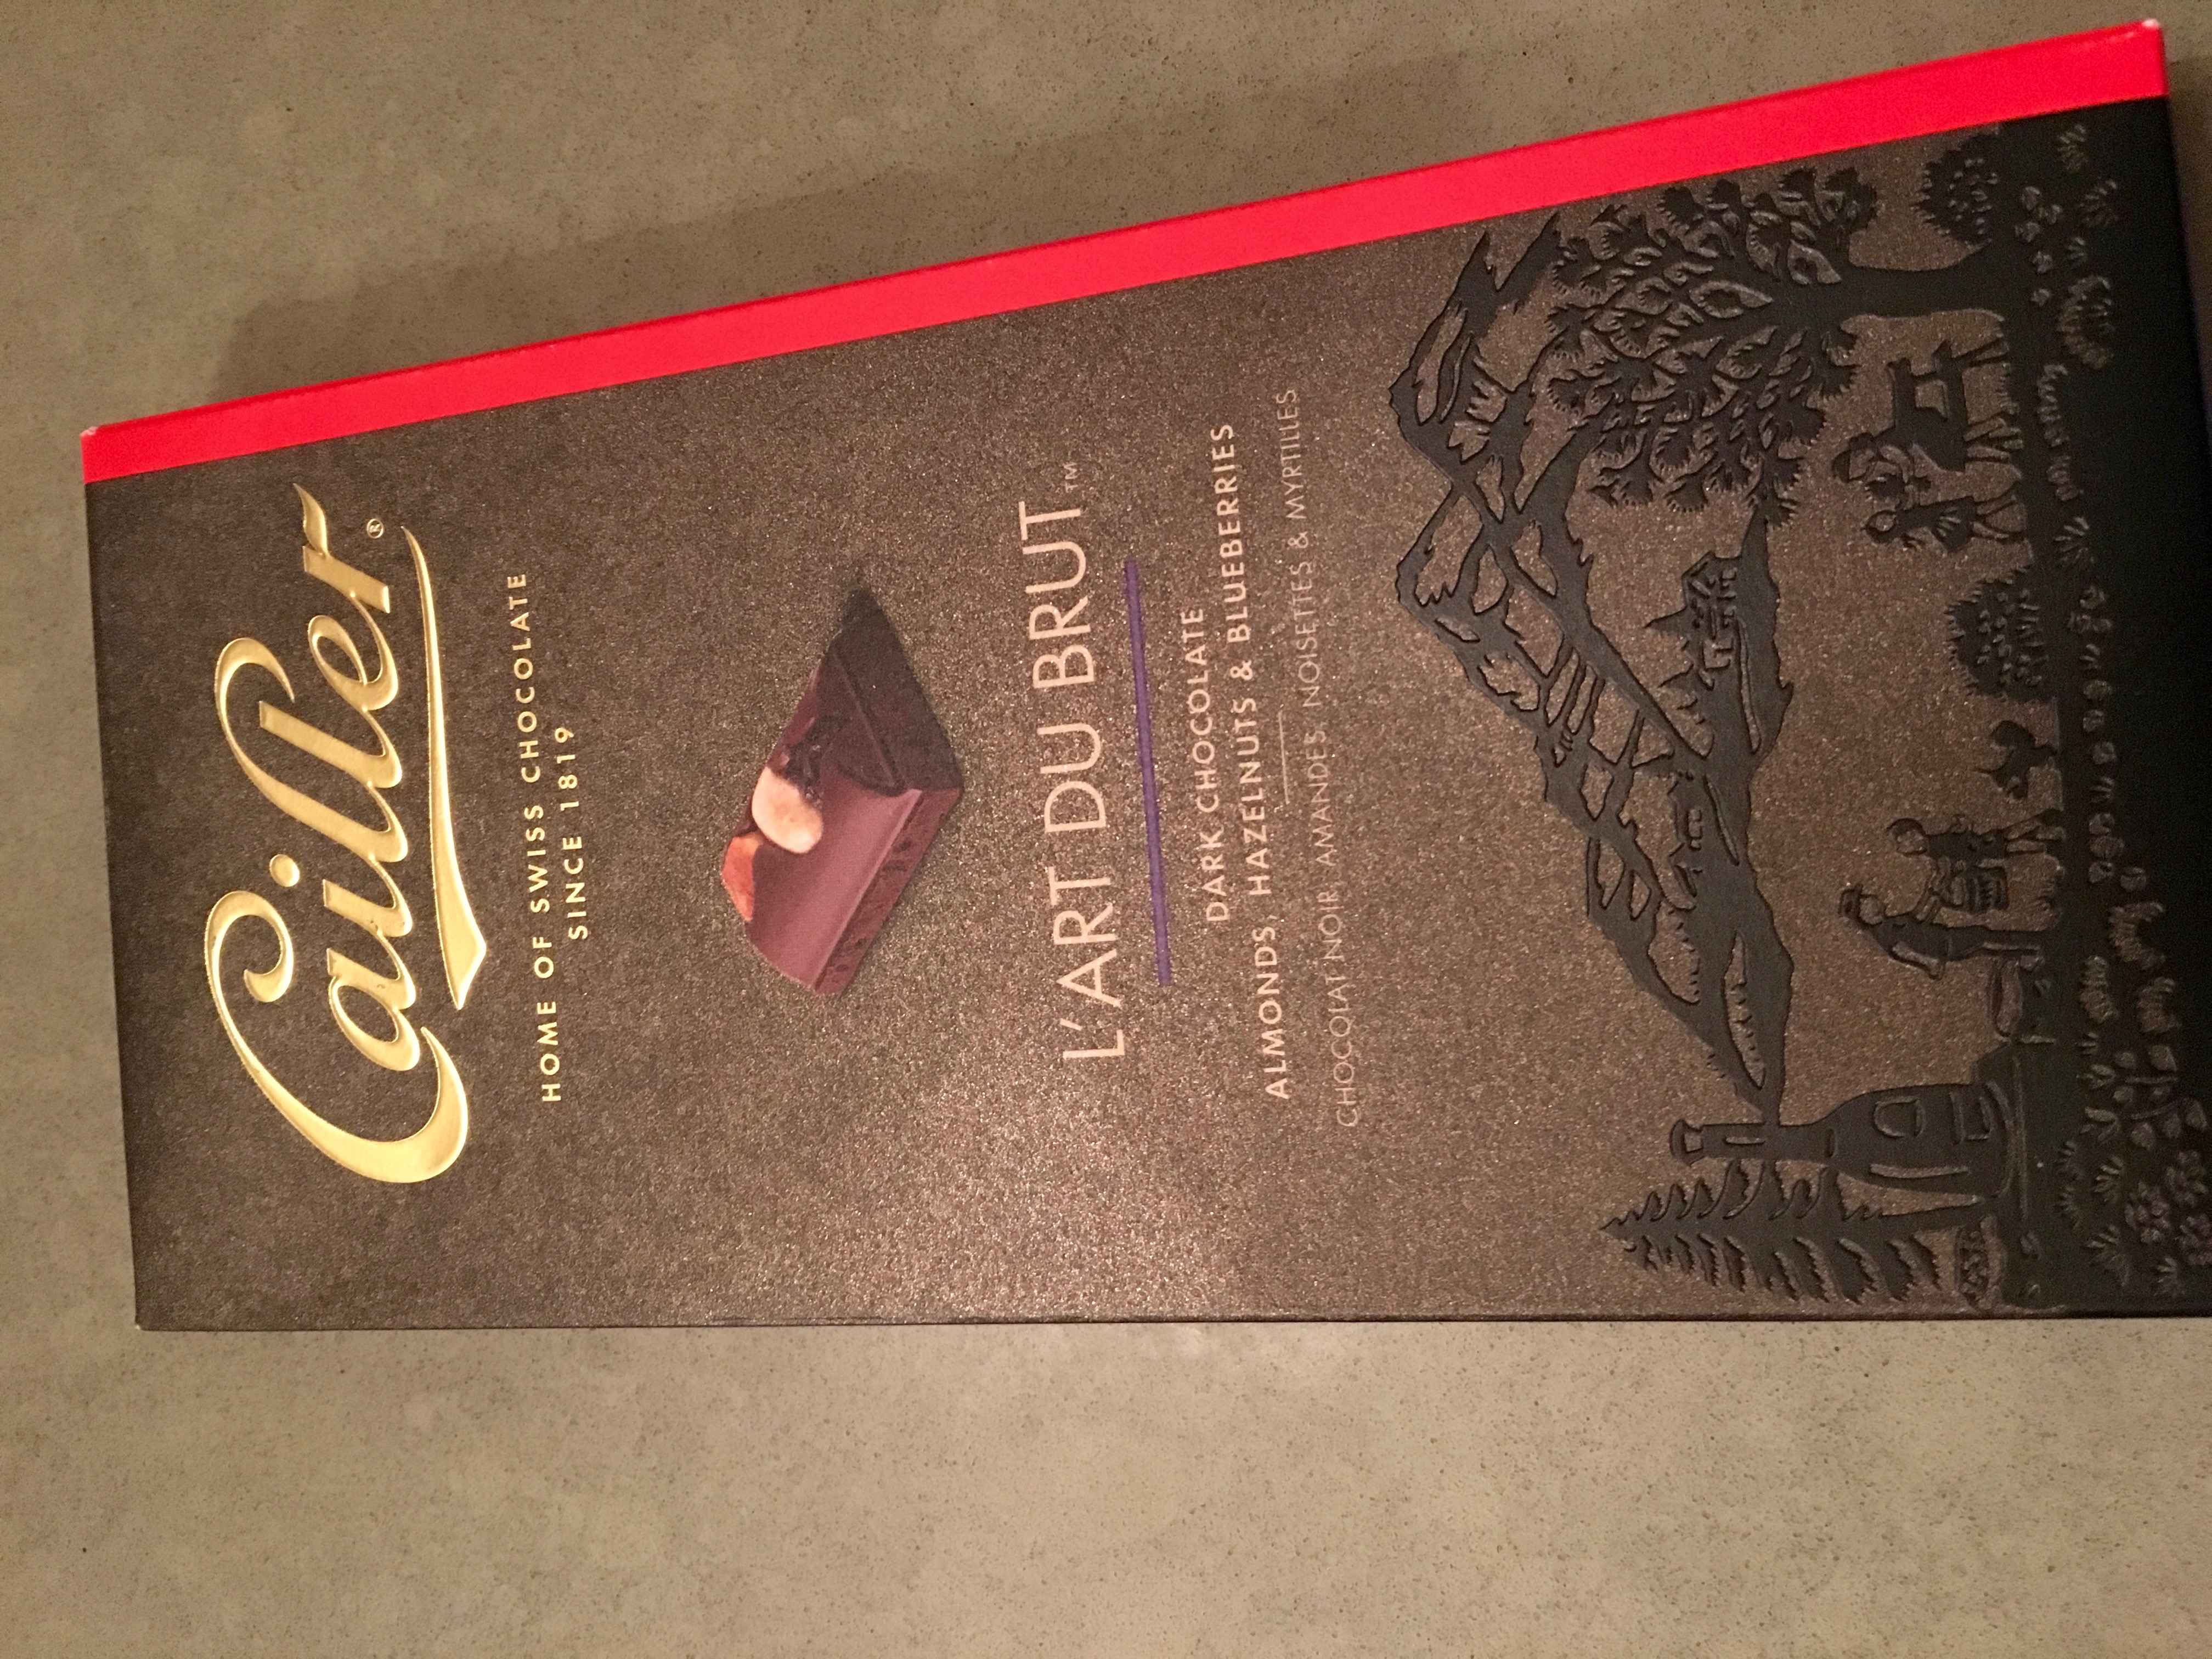 Cailler®
HOME OF SWISS CHOCOLATE
SINCE 1819
L'ART DU BRUT™
DARK CHOCOLATE
ALMONDS, HAZELNUTS & BLUEBERRIES
CHOCOLAT NOIR, AMANDES, NOISETTES & MYRTILLES